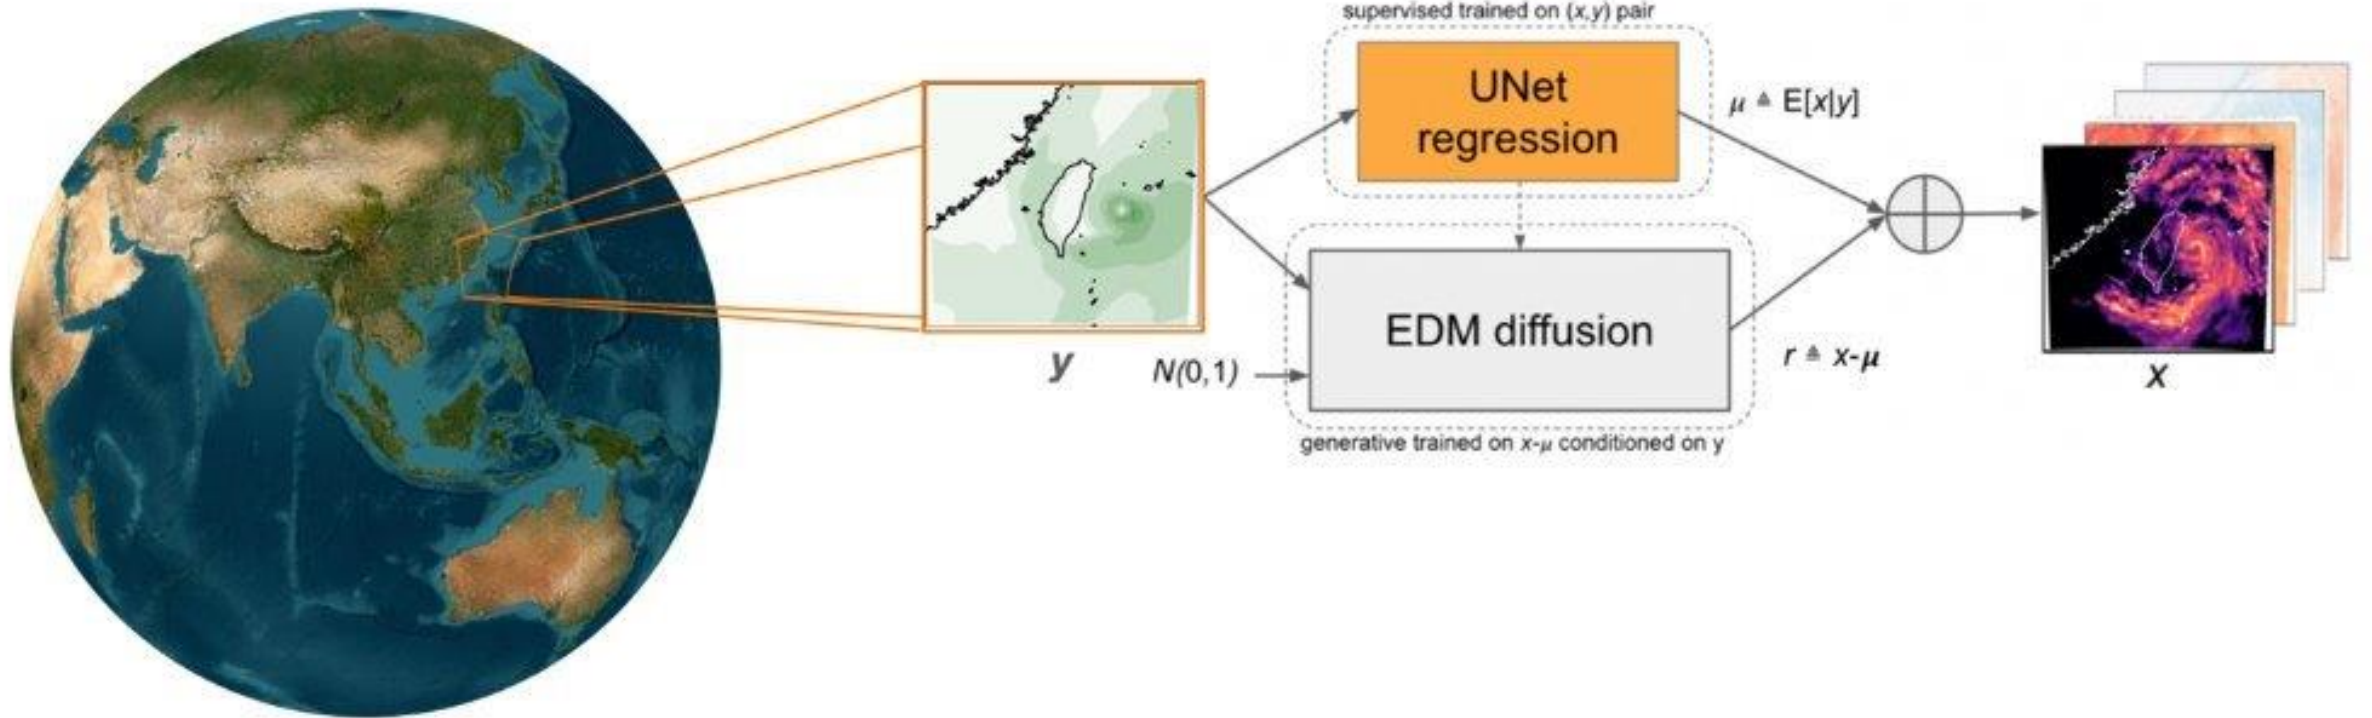 supervised trained on (x,y) pair
UNet
regression
μ ≜ E[x|y]
y
EDM diffusion
N(0,1)
r ≜ x-μ
x
generative trained on x-μ conditioned on y